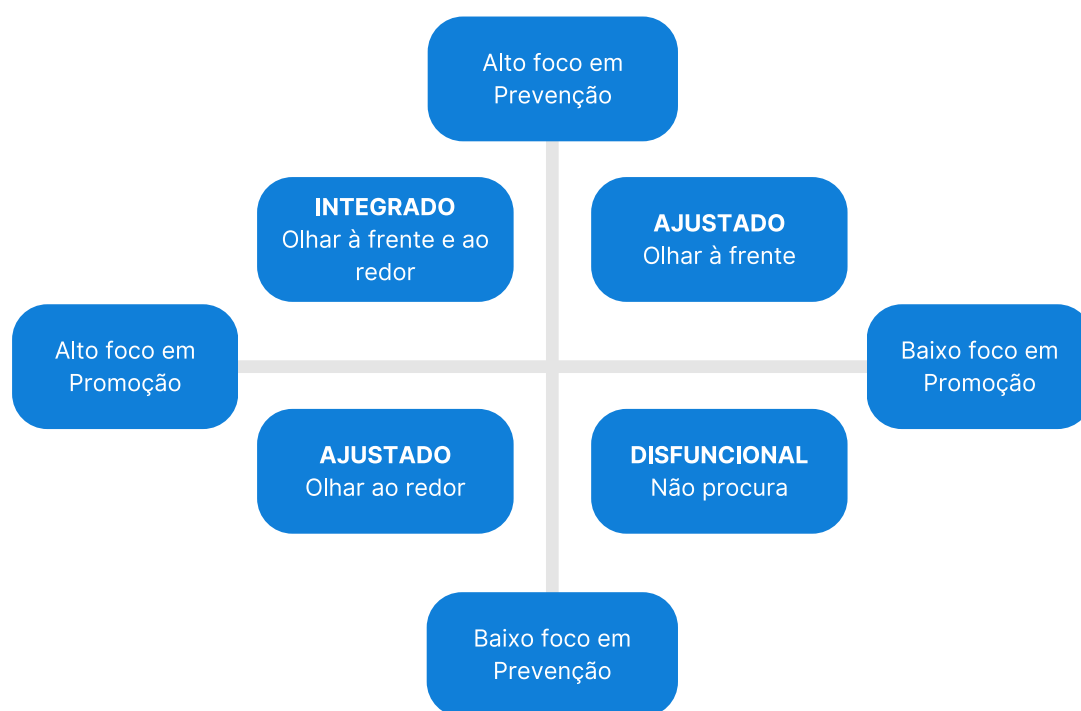 Alto foco em
Prevenção
INTEGRADO
Olhar à frente e ao
redor
AJUSTADO
Olhar à frente
Alto foco em
Promoção
Baixo foco em
Promoção
AJUSTADO
Olhar ao redor
DISFUNCIONAL
Não procura
Baixo foco em
Prevenção